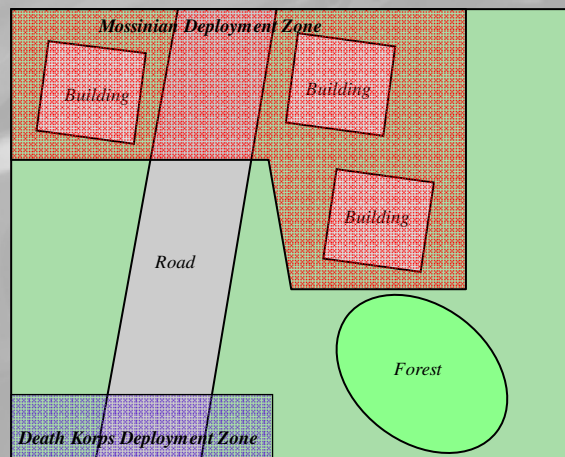 Mossinian Deployment Zone
Building
Building
Building
Road
Forest
Death Korps Deployment Zone